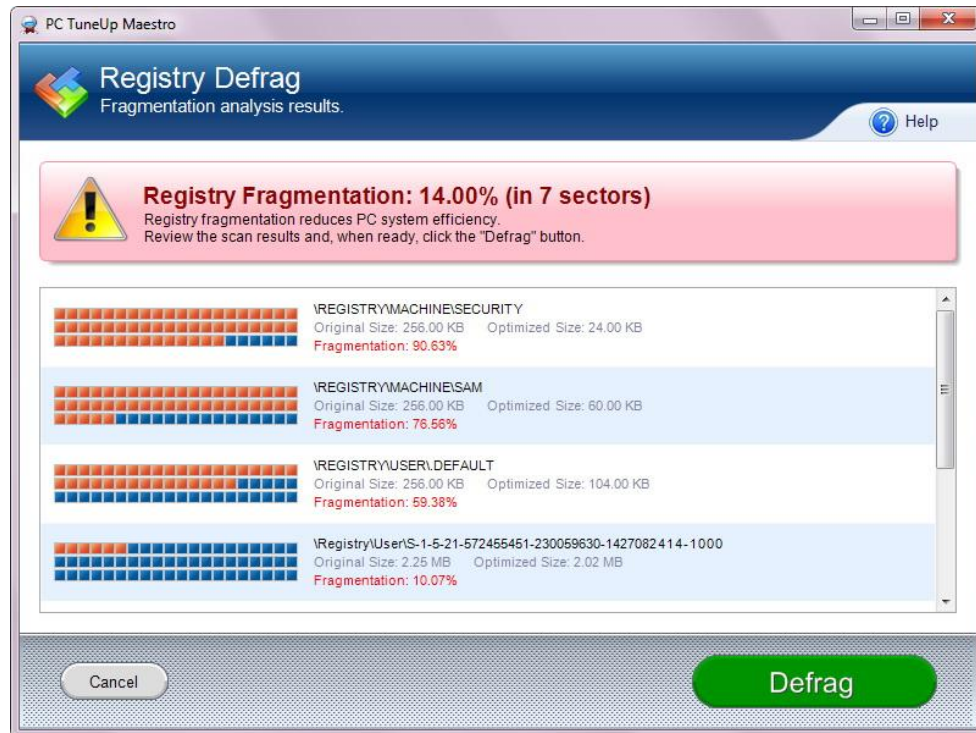 PC TuneUp Maestro
Registry Defrag
Fragmentation analysis results.
Help
Registry Fragmentation: 14.00% (in 7 sectors)
Registry fragmentation reduces PC system efficiency.
Review the scan results and, when ready, click the "Defrag" button.
\REGISTRY\MACHINE\SECURITY
Original Size: 256.00 KB Optimized Size: 24.00 KB
Fragmentation: 90.63%
\REGISTRY\MACHINE\SAM
Original Size: 256.00 KB Optimized Size: 60.00 KB
Fragmentation: 76.56%
\REGISTRY\USER\.DEFAULT
Original Size: 256.00 KB Optimized Size: 104.00 KB
Fragmentation: 59.38%
\Registry\User\S-1-5-21-572455451-230059630-1427082414-1000
Original Size: 2.25 MB Optimized Size: 2.02 MB
Fragmentation: 10.07%
Cancel
Defrag